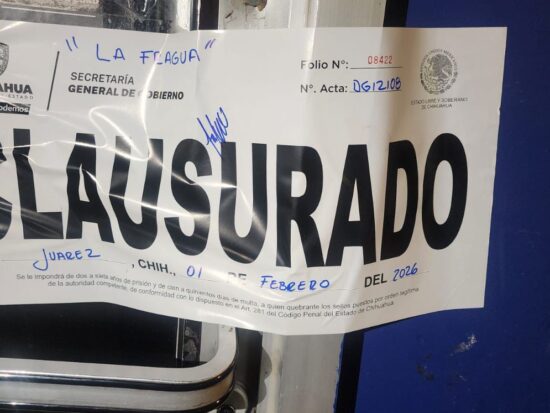 "LA FRAGUA"
SECRETARÍA
GENERAL DE GOBIERNO
Folio Nº: 08422
Nº. Acta: DG12108
ESTADO LIBRE Y SOBERANO
DE CHIHUAHUA
CLAUSURADO
JUAREZ, CHIH., 01 DE FEBRERO DEL 2026
Se le impondrá de dos a siete años de prisión y de cien a quinientos días de multa, a quien quebrante los sellos puestos por orden legítima
de la autoridad competente, de conformidad con lo dispuesto en el Art. 281 del Código Penal del Estado de Chihuahua.